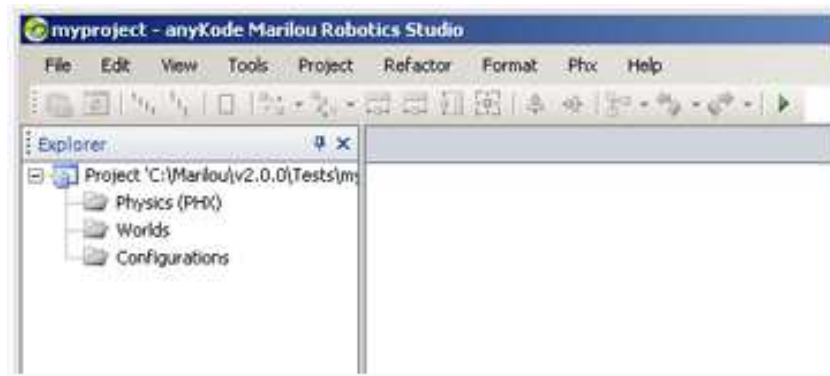 myproject - anyKode Marilou Robotics Studio
File Edit View Tools Project Refactor Format Phx Help
Explorer
Project 'C:\Marilou\v2.0.0\Tests\my
Physics (PHX)
Worlds
Configurations